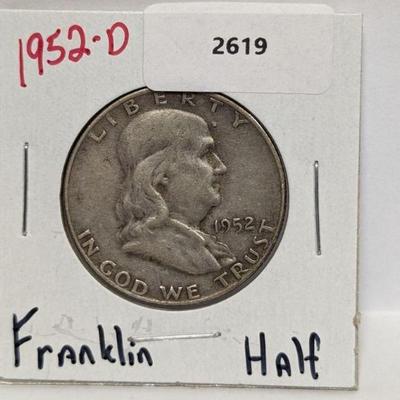 1952-D
2619
LIBERTY
1952
IN GOD WE TRUST
Franklin Half